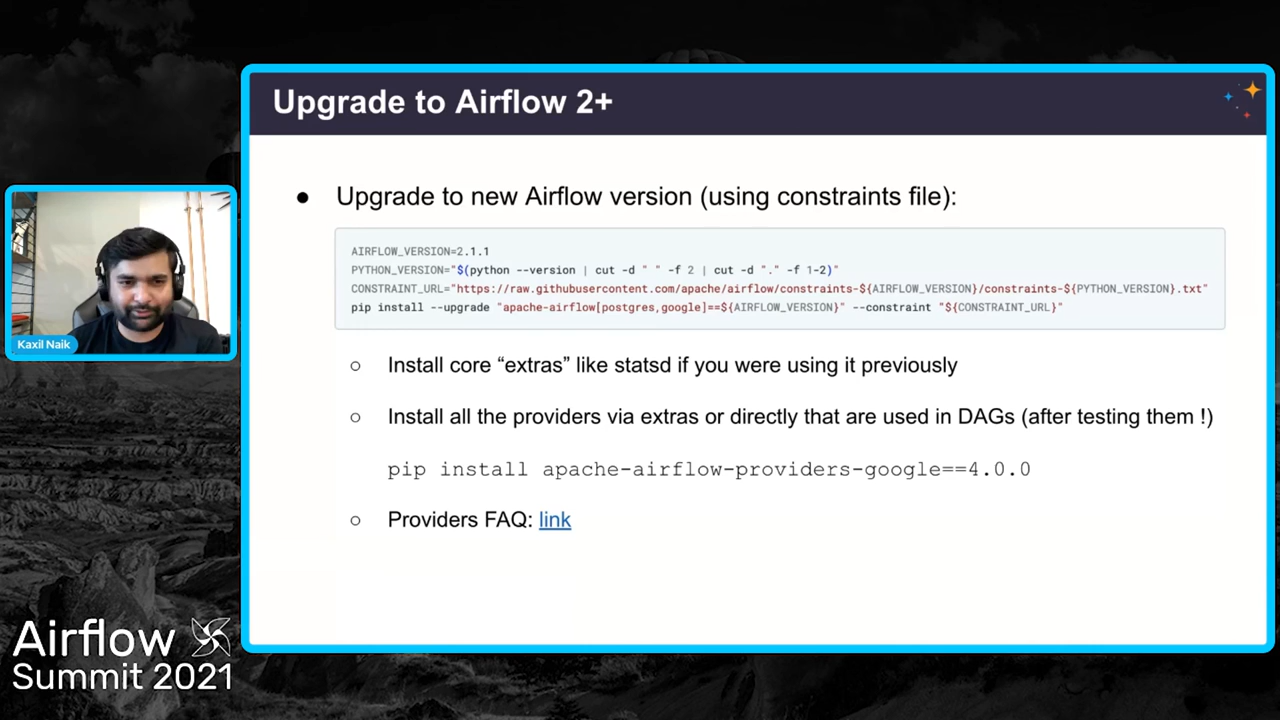 Upgrade to Airflow 2+
● Upgrade to new Airflow version (using constraints file):
AIRFLOW_VERSION=2.1.1
PYTHON_VERSION="$(python --version | cut -d " " -f 2 | cut -d "." -f 1-2)"
CONSTRAINT_URL="https://raw.githubusercontent.com/apache/airflow/constraints-${AIRFLOW_VERSION}/constraints-${PYTHON_VERSION}.txt"
pip install --upgrade "apache-airflow[postgres,google]==${AIRFLOW_VERSION}" --constraint "${CONSTRAINT_URL}"
○ Install core “extras” like statsd if you were using it previously
○ Install all the providers via extras or directly that are used in DAGs (after testing them !)
pip install apache-airflow-providers-google==4.0.0
○ Providers FAQ: link
Kaxil Naik
Airflow
Summit 2021